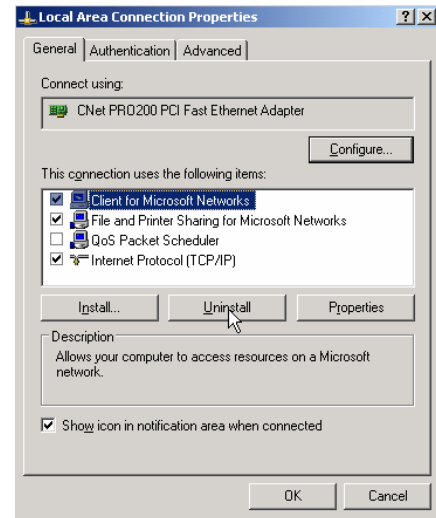 Local Area Connection Properties
General Authentication Advanced
Connect using:
CNet PRO200 PCI Fast Ethernet Adapter
Configure...
This connection uses the following items:
Client for Microsoft Networks
File and Printer Sharing for Microsoft Networks
QoS Packet Scheduler
Internet Protocol (TCP/IP)
Install... Uninstall Properties
Description
Allows your computer to access resources on a Microsoft
network.
Show icon in notification area when connected
OK Cancel